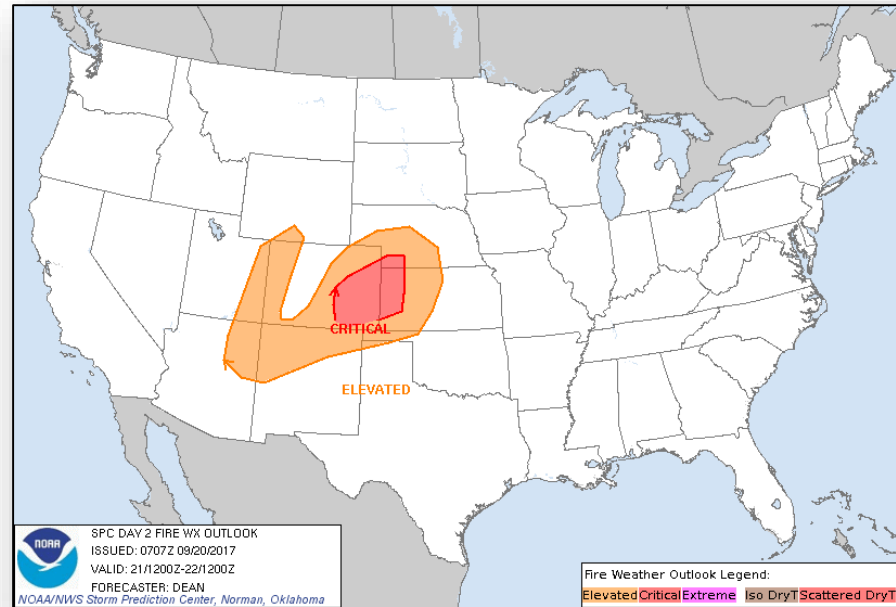 CRITICAL
ELEVATED
NOAA
SPC DAY 2 FIRE WX OUTLOOK
ISSUED: 0707Z 09/20/2017
VALID: 21/1200Z-22/1200Z
FORECASTER: DEAN
NOAA/NWS Storm Prediction Center, Norman, Oklahoma
Fire Weather Outlook Legend:
Elevated Critical Extreme Iso DryT Scattered DryT